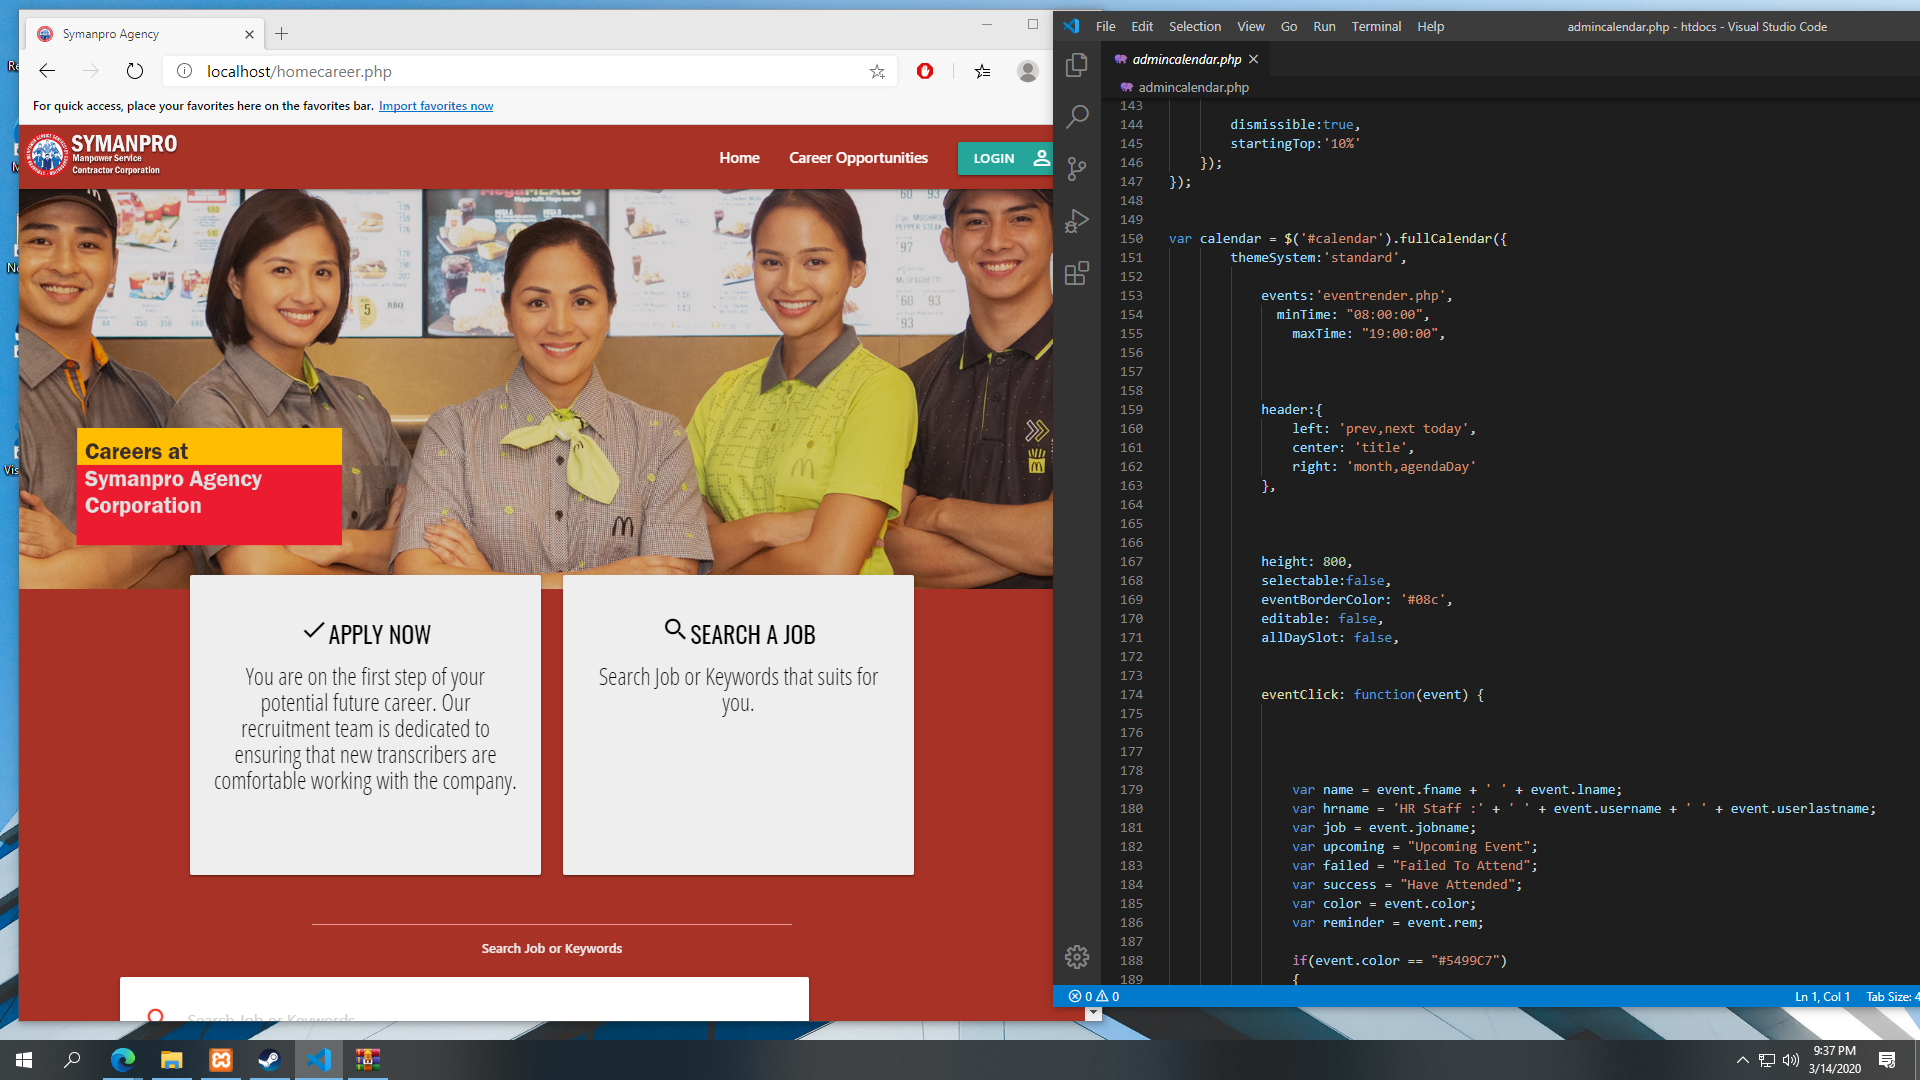 Symanpro Agency
localhost/homecareer.php
For quick access, place your favorites here on the favorites bar. Import favorites now
SYMANPRO
Manpower Service
Contractor Corporation
Home
Career Opportunities
LOGIN
Careers at
Symanpro Agency
Corporation
APPLY NOW
You are on the first step of your
potential future career. Our
recruitment team is dedicated to
ensuring that new transcribers are
comfortable working with the company.
SEARCH A JOB
Search Job or Keywords that suits for
you.
Search Job or Keywords
Search Job or Keywords
File Edit Selection View Go Run Terminal Help
admincalendar.php - htdocs - Visual Studio Code
admincalendar.php
admincalendar.php
143
144 dismissible:true,
145 startingTop:'10%'
146 });
147 });
148
149
150 var calendar = $('#calendar').fullCalendar({
151 themeSystem:'standard',
152
153 events:'eventrender.php',
154 minTime: "08:00:00",
155 maxTime: "19:00:00",
156
157
158
159 header:{
160 left: 'prev,next today',
161 center: 'title',
162 right: 'month,agendaDay'
163 },
164
165
166
167 height: 800,
168 selectable:false,
169 eventBorderColor: '#08c',
170 editable: false,
171 allDaySlot: false,
172
173
174 eventClick: function(event) {
175
176
177
178
179 var name = event.fname + ' ' + event.lname;
180 var hrname = 'HR Staff :' + ' ' + event.username + ' ' + event.userlastname;
181 var job = event.jobname;
182 var upcoming = "Upcoming Event";
183 var failed = "Failed To Attend";
184 var success = "Have Attended";
185 var color = event.color;
186 var reminder = event.rem;
187
188 if(event.color == "#5499C7")
189 {
0 0
Ln 1, Col 1 Tab Size: 4
9:37 PM
3/14/2020